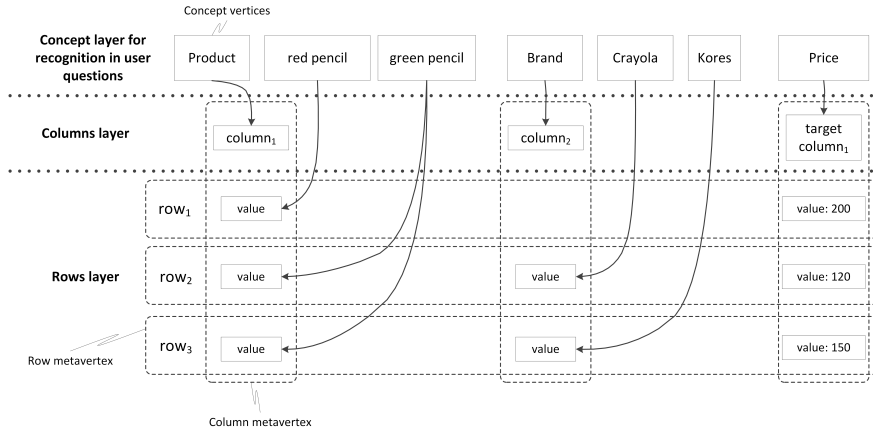 Concept vertices
Concept layer for
recognition in user
questions
Product
red pencil
green pencil
Brand
Crayola
Kores
Price
Columns layer
column₁
column₂
target
column₁
row₁
value
value: 200
Rows layer
row₂
value
value
value: 120
row₃
value
value
value: 150
Row metavertex
Column metavertex